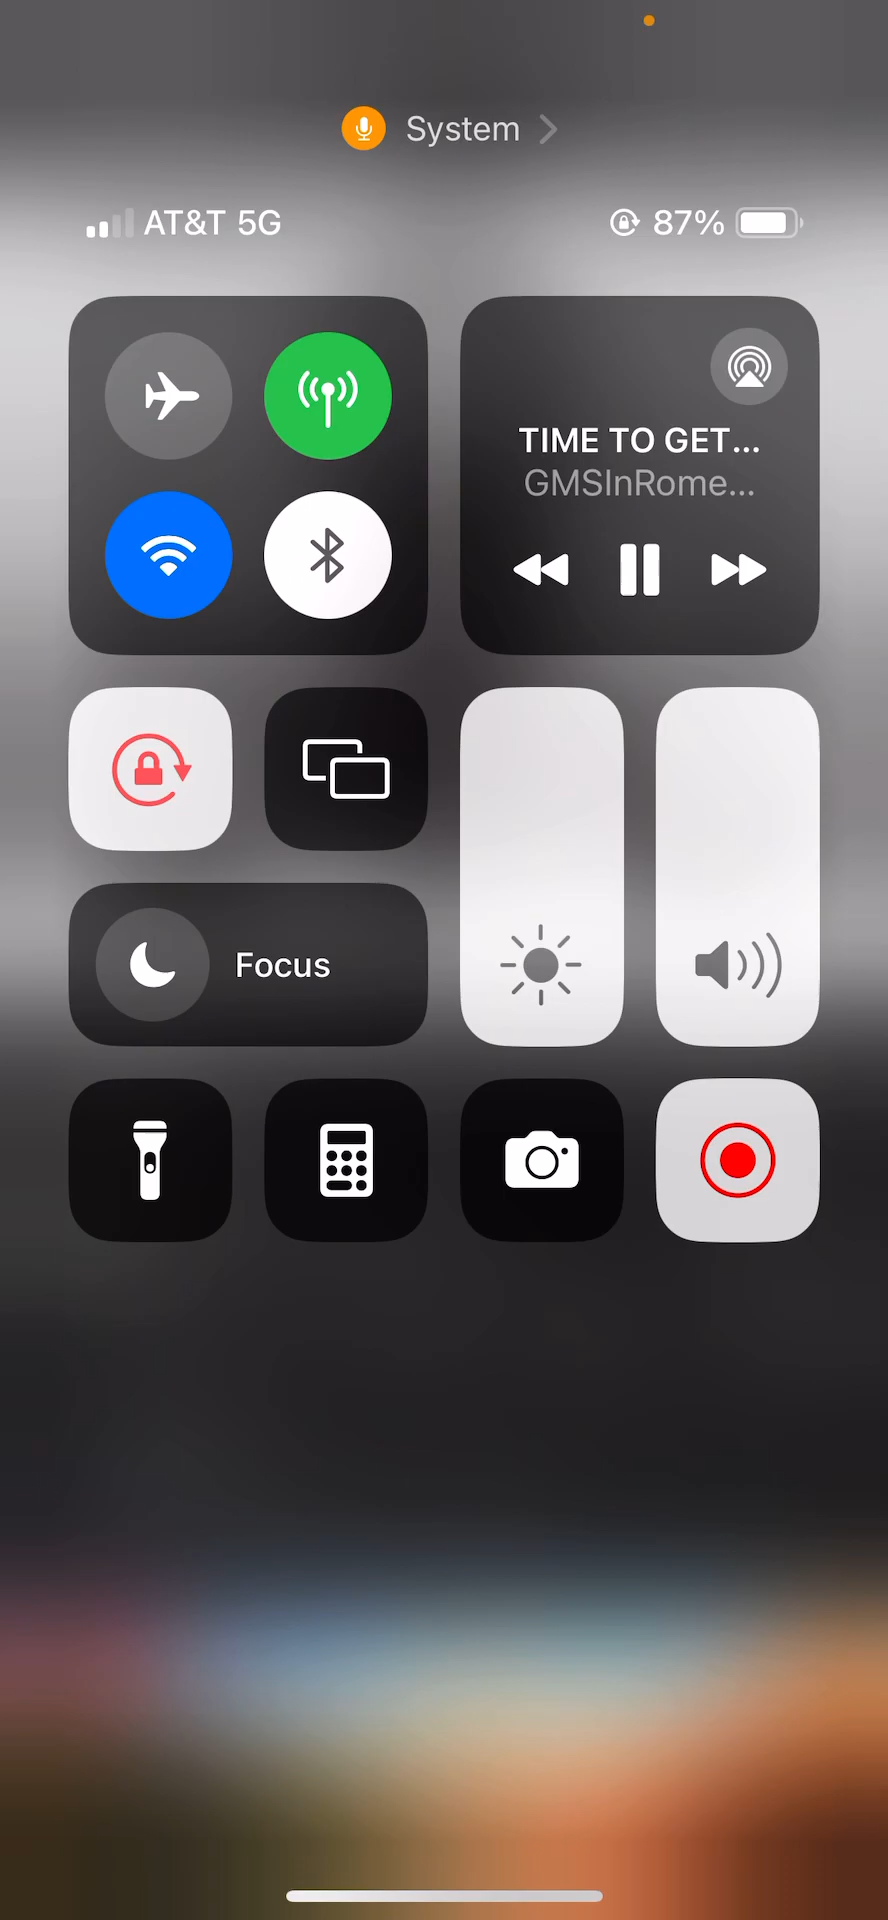 System
AT&T 5G
87%
TIME TO GET...
GMSInRome...
Focus